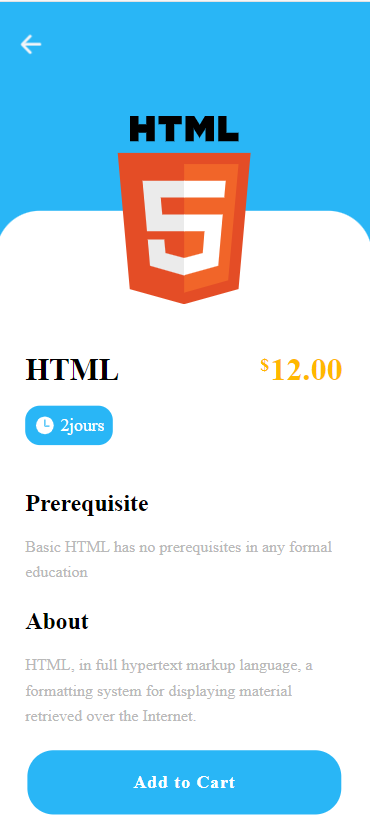 HTML
5
HTML
$12.00
2jours
Prerequisite
Basic HTML has no prerequisites in any formal
education
About
HTML, in full hypertext markup language, a
formatting system for displaying material
retrieved over the Internet.
Add to Cart